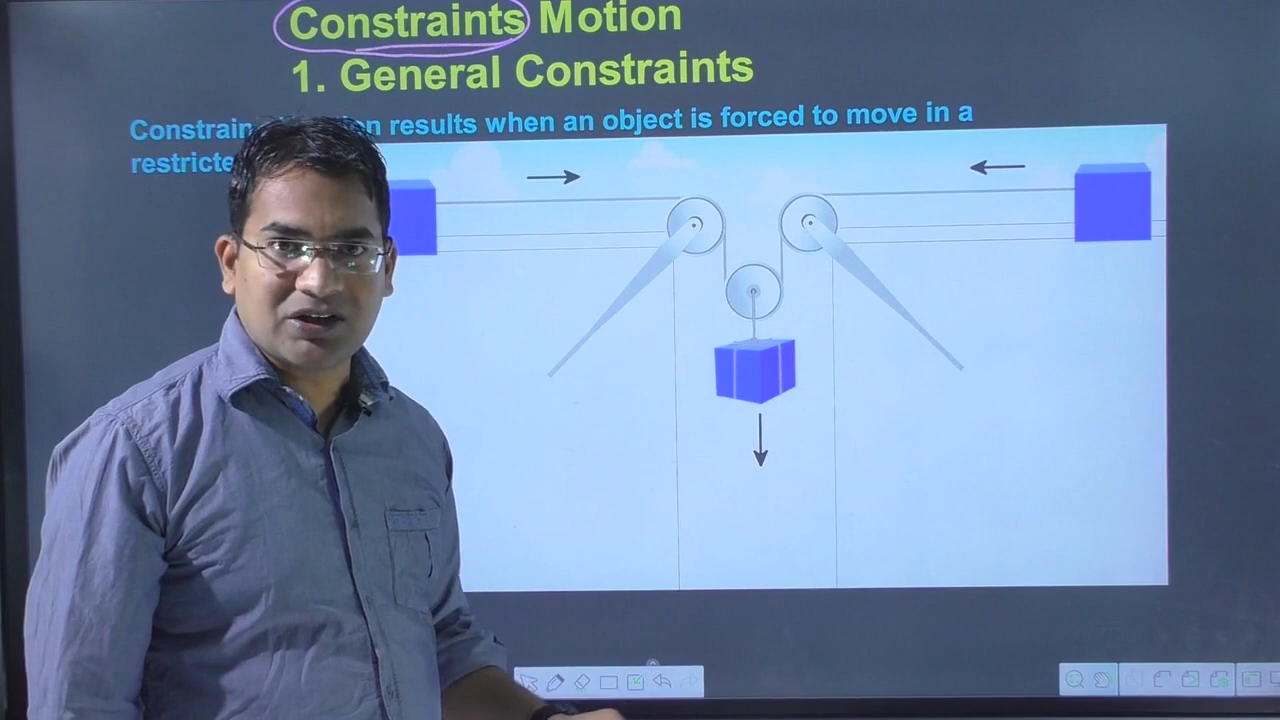 Constraints Motion
1. General Constraints
results when an object is forced to move in a